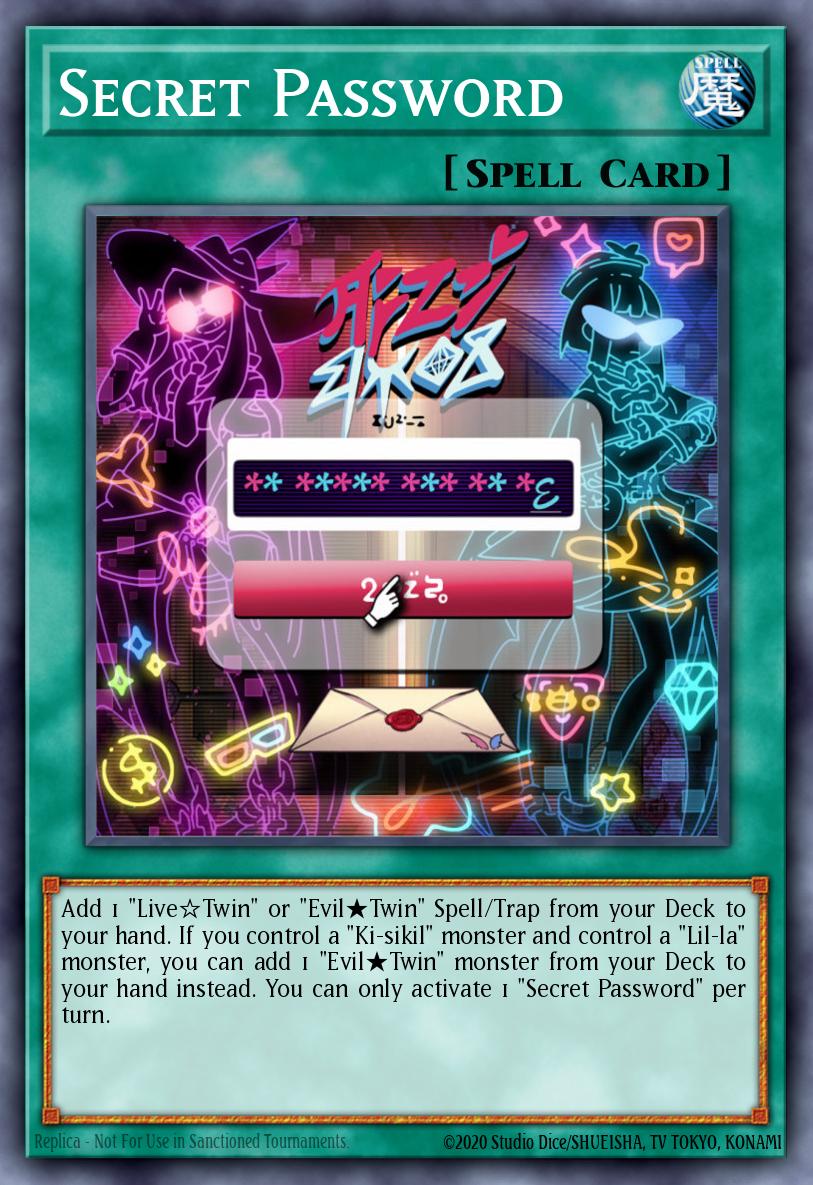 SECRET PASSWORD
SPELL
魔
[SPELL CARD]
** ***** *** ** *
Add 1 "Live☆Twin" or "Evil★Twin" Spell/Trap from your Deck to
your hand. If you control a "Ki-sikil" monster and control a "Lil-la"
monster, you can add 1 "Evil★Twin" monster from your Deck to
your hand instead. You can only activate 1 "Secret Password" per
turn.
Replica - Not For Use in Sanctioned Tournaments.
©2020 Studio Dice/SHUEISHA, TV TOKYO, KONAMI